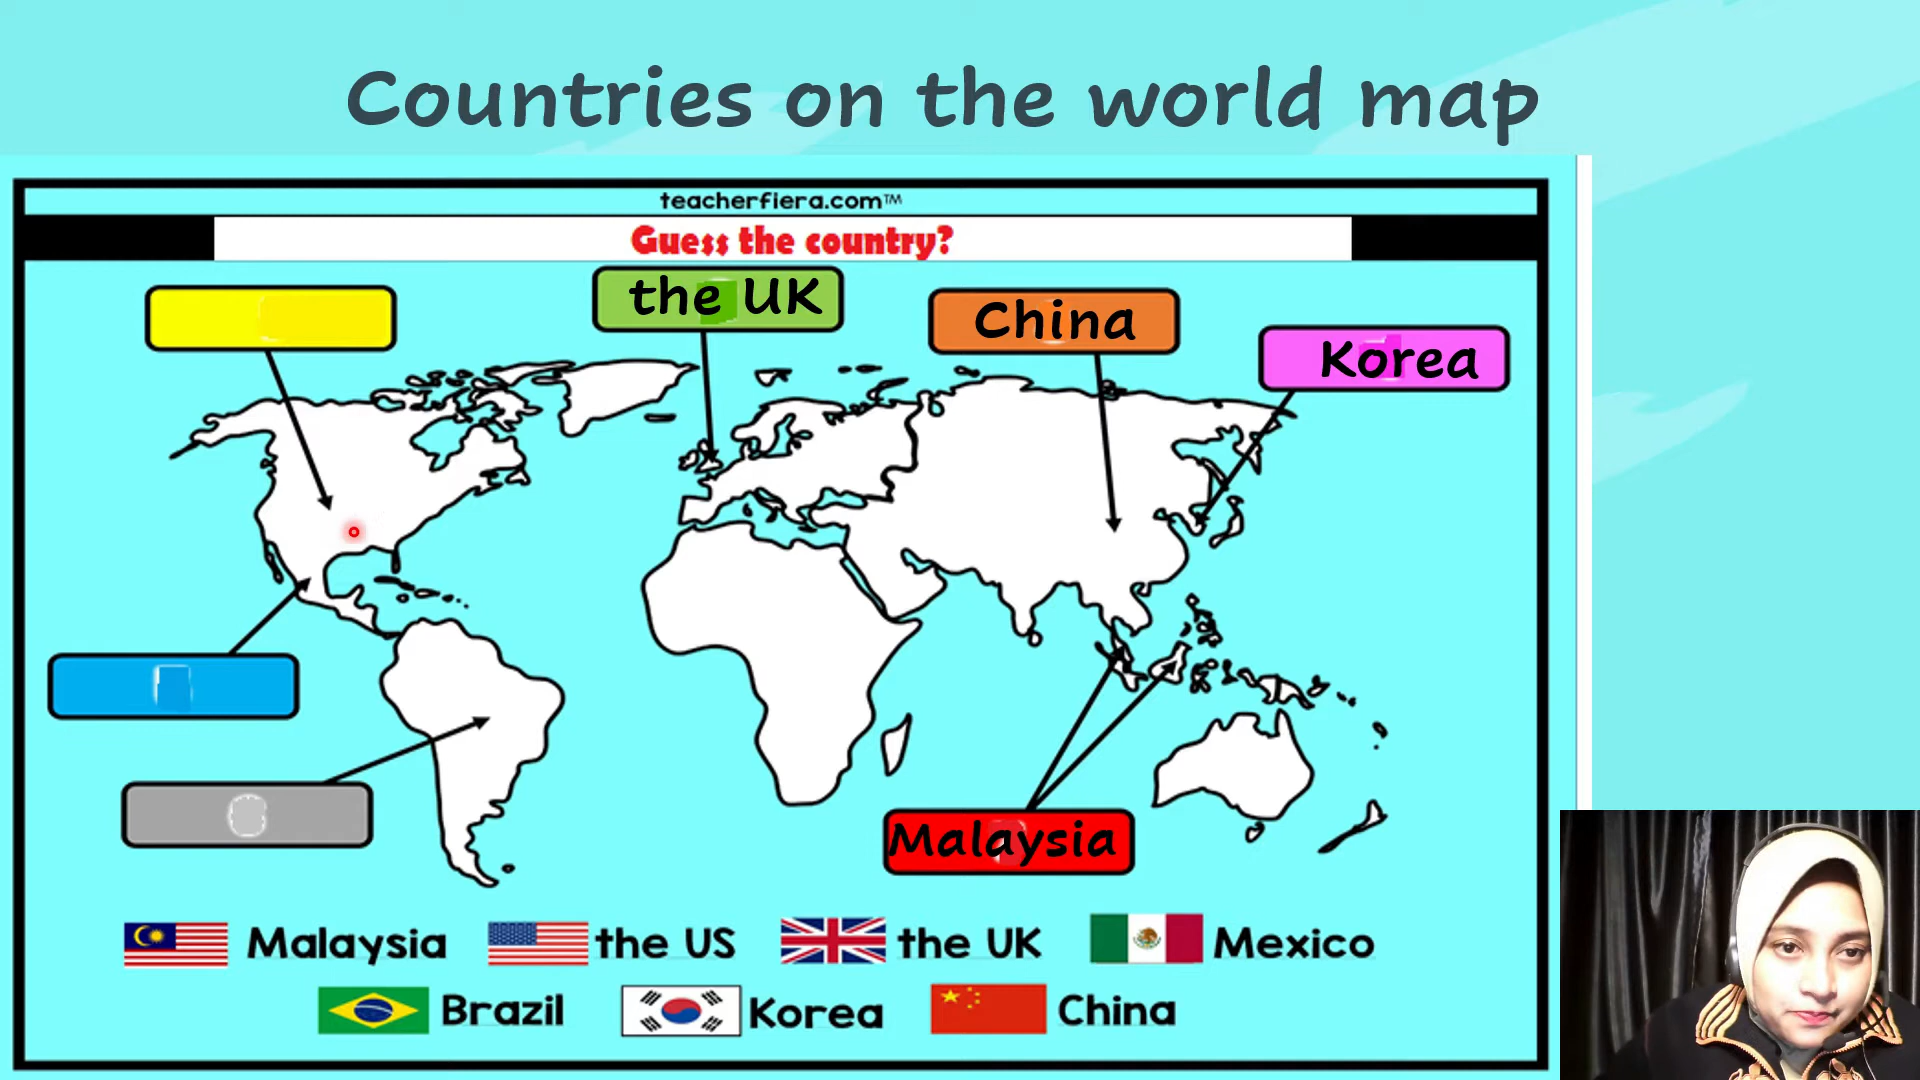 Countries on the world map
teacherfiera.com™
Guess the country?
the UK
China
Korea
Malaysia
Malaysia the US the UK Mexico
Brazil Korea China